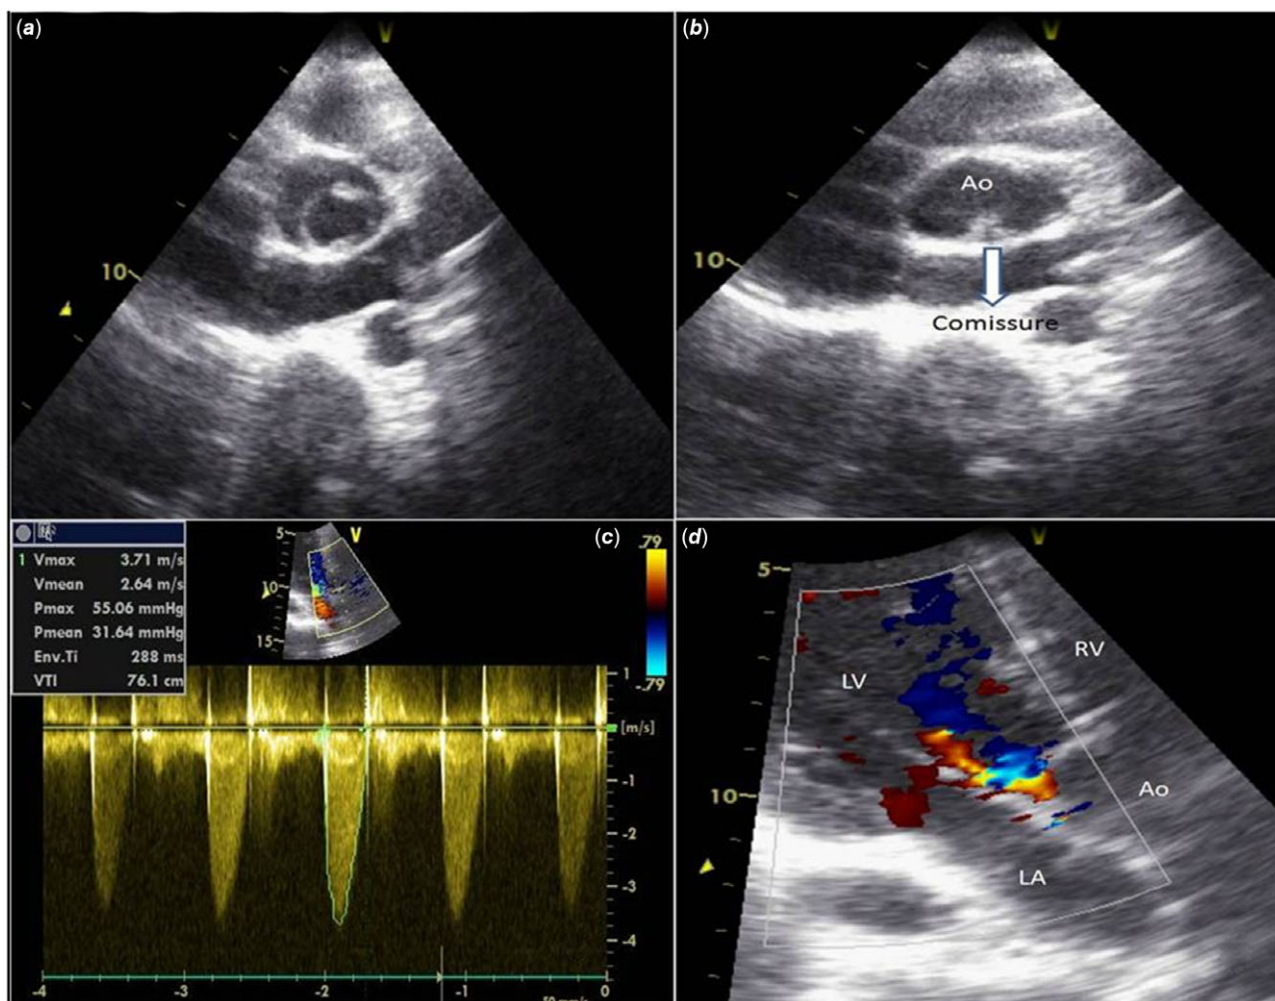 (a)
V
10
(b)
V
Ao
10
Comissure
(c)
1 Vmax 3.71 m/s
Vmean 2.64 m/s
Pmax 55.06 mmHg
Pmean 31.64 mmHg
Env.Ti 288 ms
VTI 76.1 cm
5
V
10
15
.79
-.79
1
[m/s]
-1
-2
-3
-4
-4 -3 -2 -1 0
(d)
V
5
RV
LV
Ao
10
LA